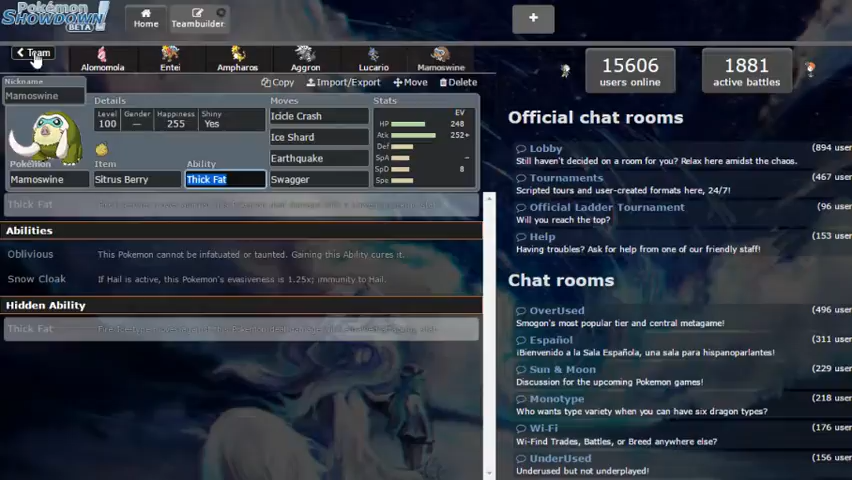 Pokémon
SHOWDOWN!
BETA
Home
Teambuilder
+
Team
Alomomola
Entei
Ampharos
Aggron
Lucario
Mamoswine
15606
users online
1881
active battles
Copy
Import/Export
Move
Delete
Nickname
Mamoswine
Details
Level
100
Gender
—
Happiness
255
Shiny
Yes
Pokémon
Mamoswine
Item
Sitrus Berry
Ability
Thick Fat
Moves
Icicle Crash
Ice Shard
Earthquake
Swagger
Stats
EV
HP 248
Atk 252+
Def
SpA –
SpD 8
Spe
Thick Fat
Abilities
Oblivious This Pokemon cannot be infatuated or taunted. Gaining this Ability cures it.
Snow Cloak If Hail is active, this Pokemon's evasiveness is 1.25x; immunity to Hail.
Hidden Ability
Thick Fat
Official chat rooms
Lobby (894 user
Still haven't decided on a room for you? Relax here amidst the chaos.
Tournaments (467 user
Scripted tours and user-created formats here, 24/7!
Official Ladder Tournament (96 user
Will you reach the top?
Help (153 user
Having troubles? Ask for help from one of our friendly staff!
Chat rooms
OverUsed (496 user
Smogon's most popular tier and central metagame!
Español (311 user
¡Bienvenido a la Sala Española, una sala para hispanoparlantes!
Sun & Moon (229 user
Discussion for the upcoming Pokemon games!
Monotype (218 user
Who wants type variety when you can have six dragon types?
Wi-Fi (176 user
Wi-Find Trades, Battles, or Breed anywhere else?
UnderUsed (156 user
Underused but not underplayed!